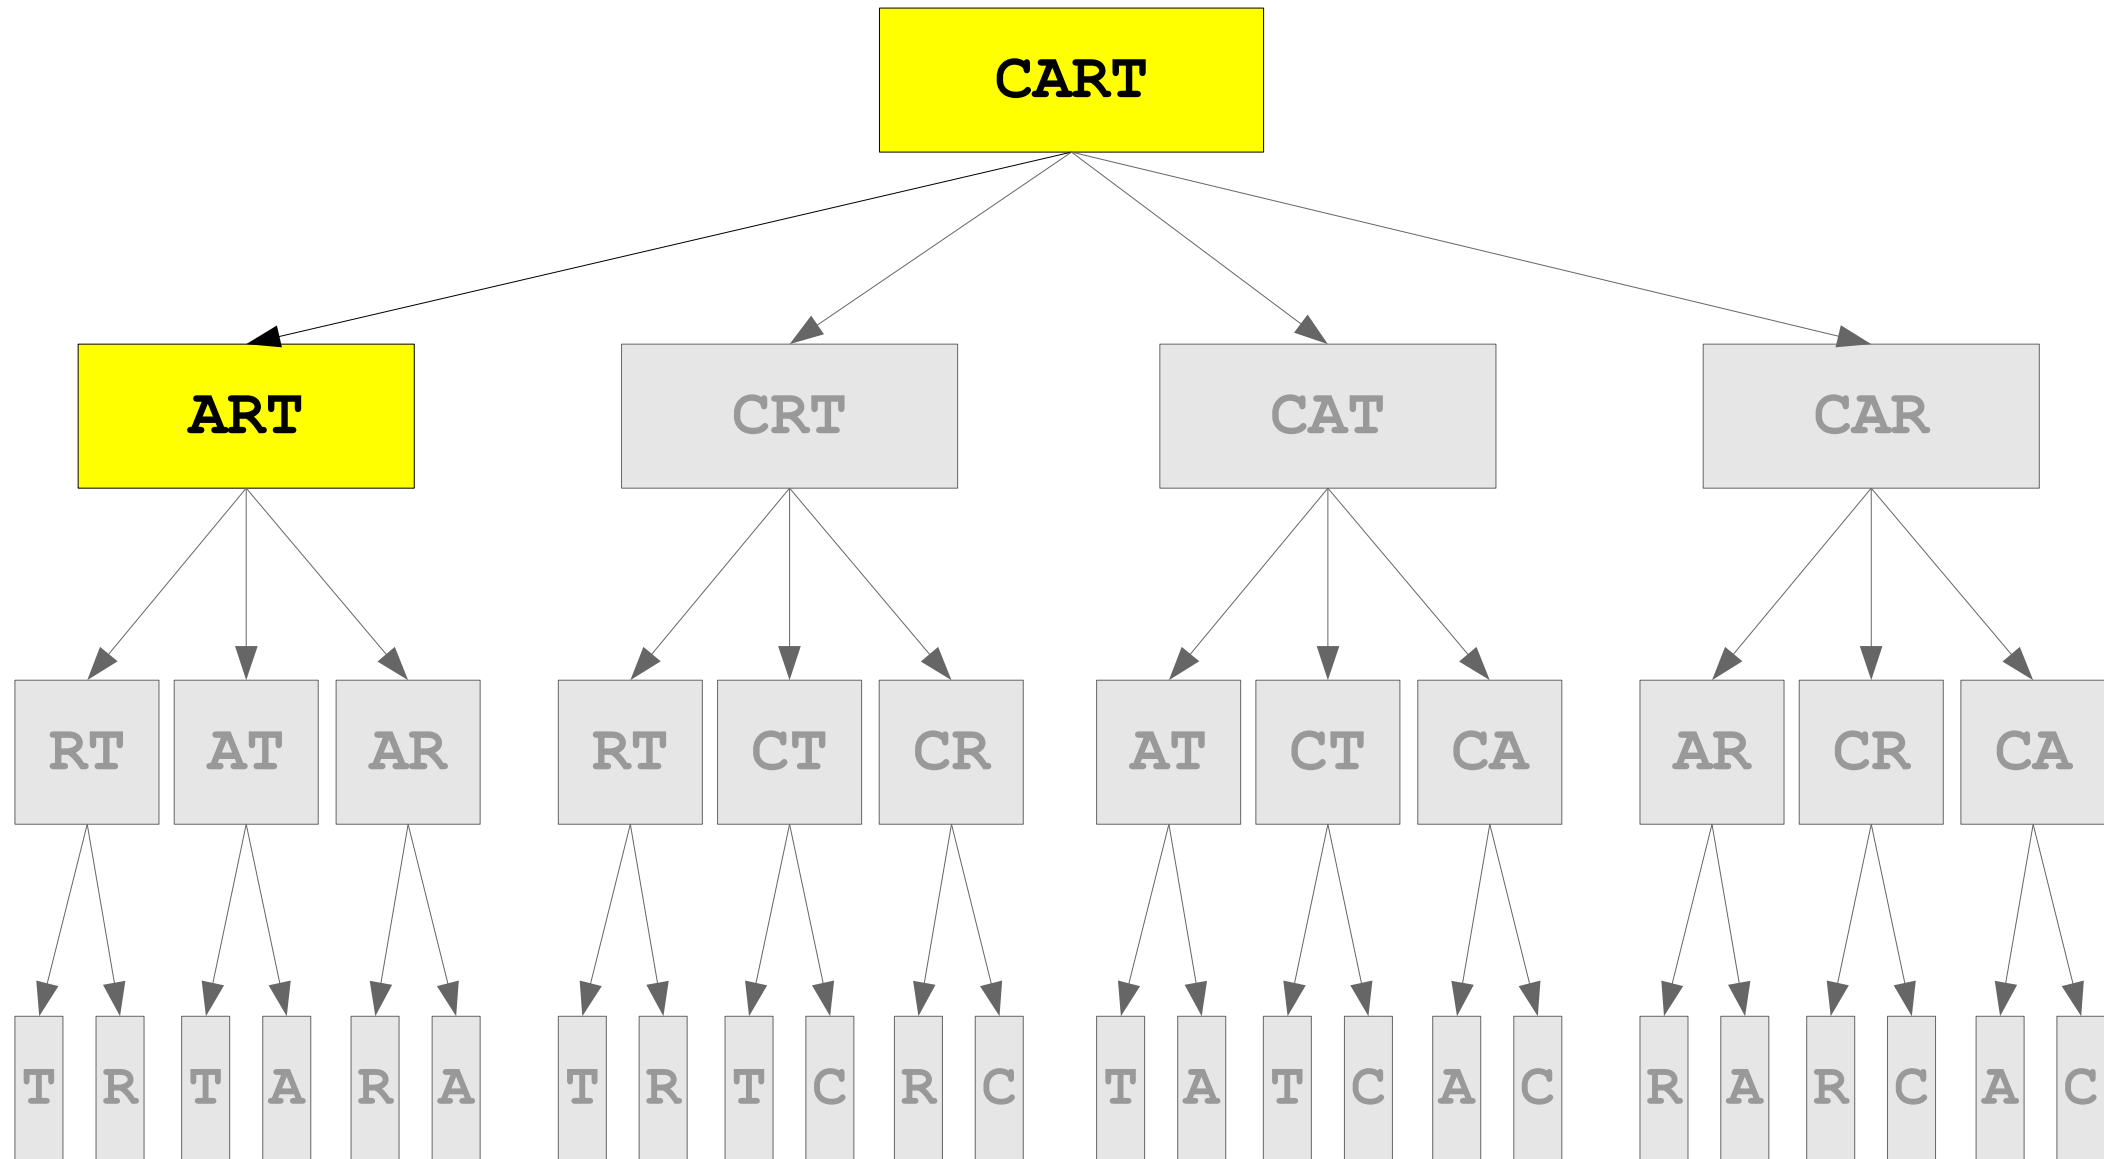 CART
ART CRT CAT CAR
RT AT AR RT CT CR AT CT CA AR CR CA
T R T A R A T R T C R C T A T C A C R A R C A C